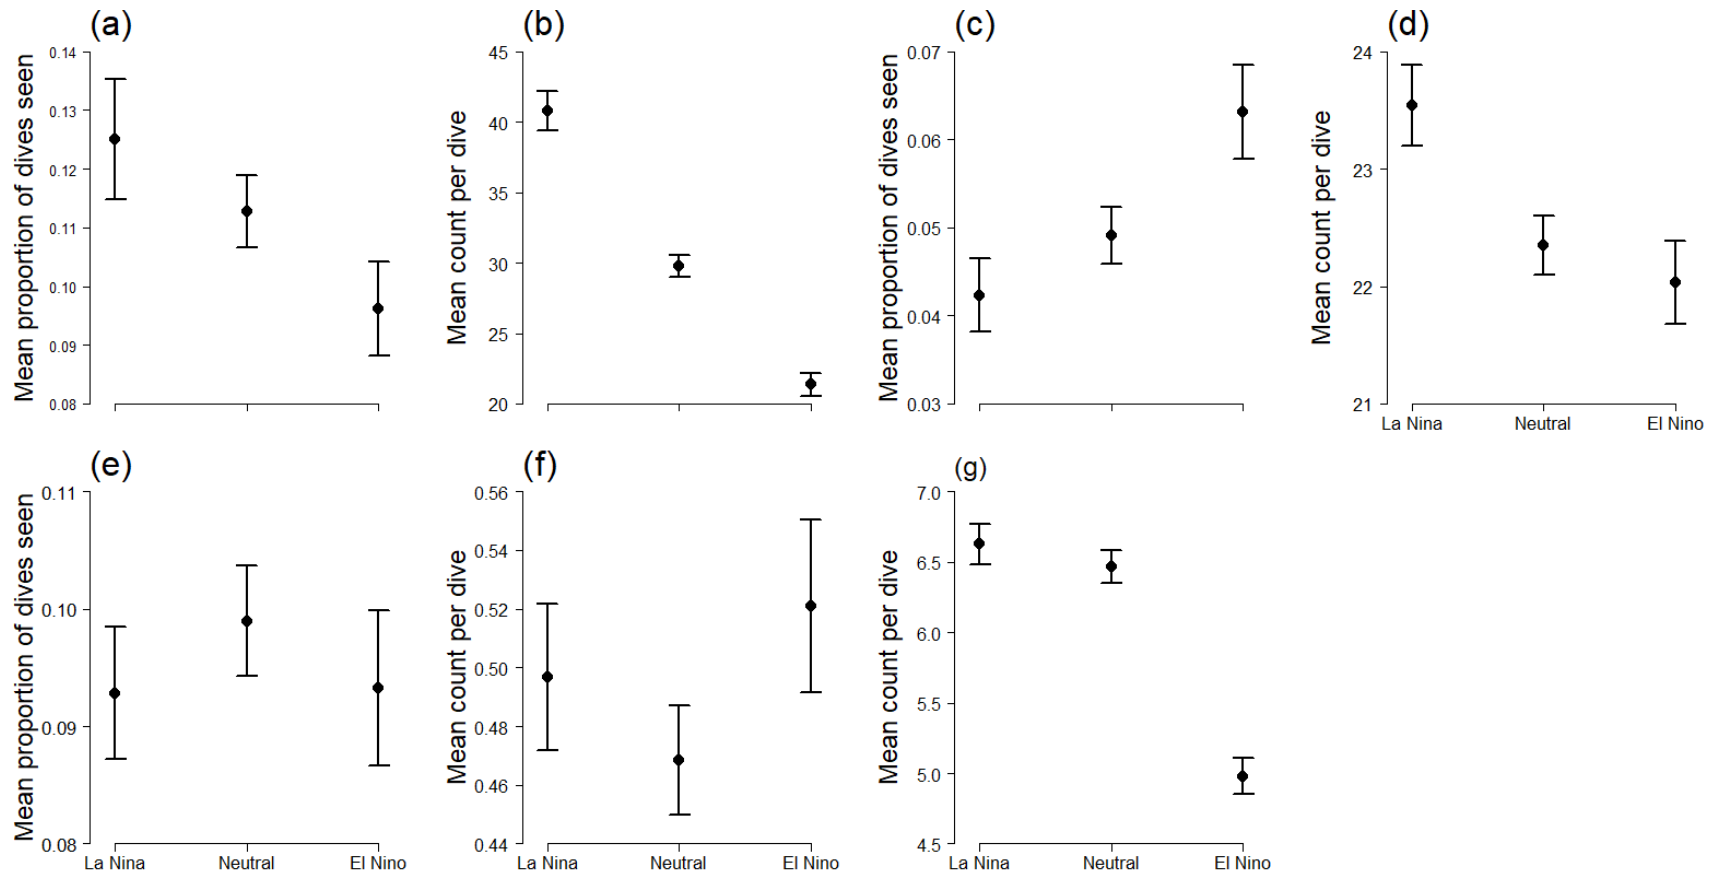 (a)
Mean proportion of dives seen
0.14
0.13
0.12
0.11
0.10
0.09
0.08
(b)
Mean count per dive
45
40
35
30
25
20
(c)
Mean proportion of dives seen
0.07
0.06
0.05
0.04
0.03
(d)
Mean count per dive
24
23
22
21
La Nina Neutral El Nino
(e)
Mean proportion of dives seen
0.11
0.10
0.09
0.08
La Nina Neutral El Nino
(f)
Mean count per dive
0.56
0.54
0.52
0.50
0.48
0.46
0.44
La Nina Neutral El Nino
(g)
Mean count per dive
7.0
6.5
6.0
5.5
5.0
4.5
La Nina Neutral El Nino